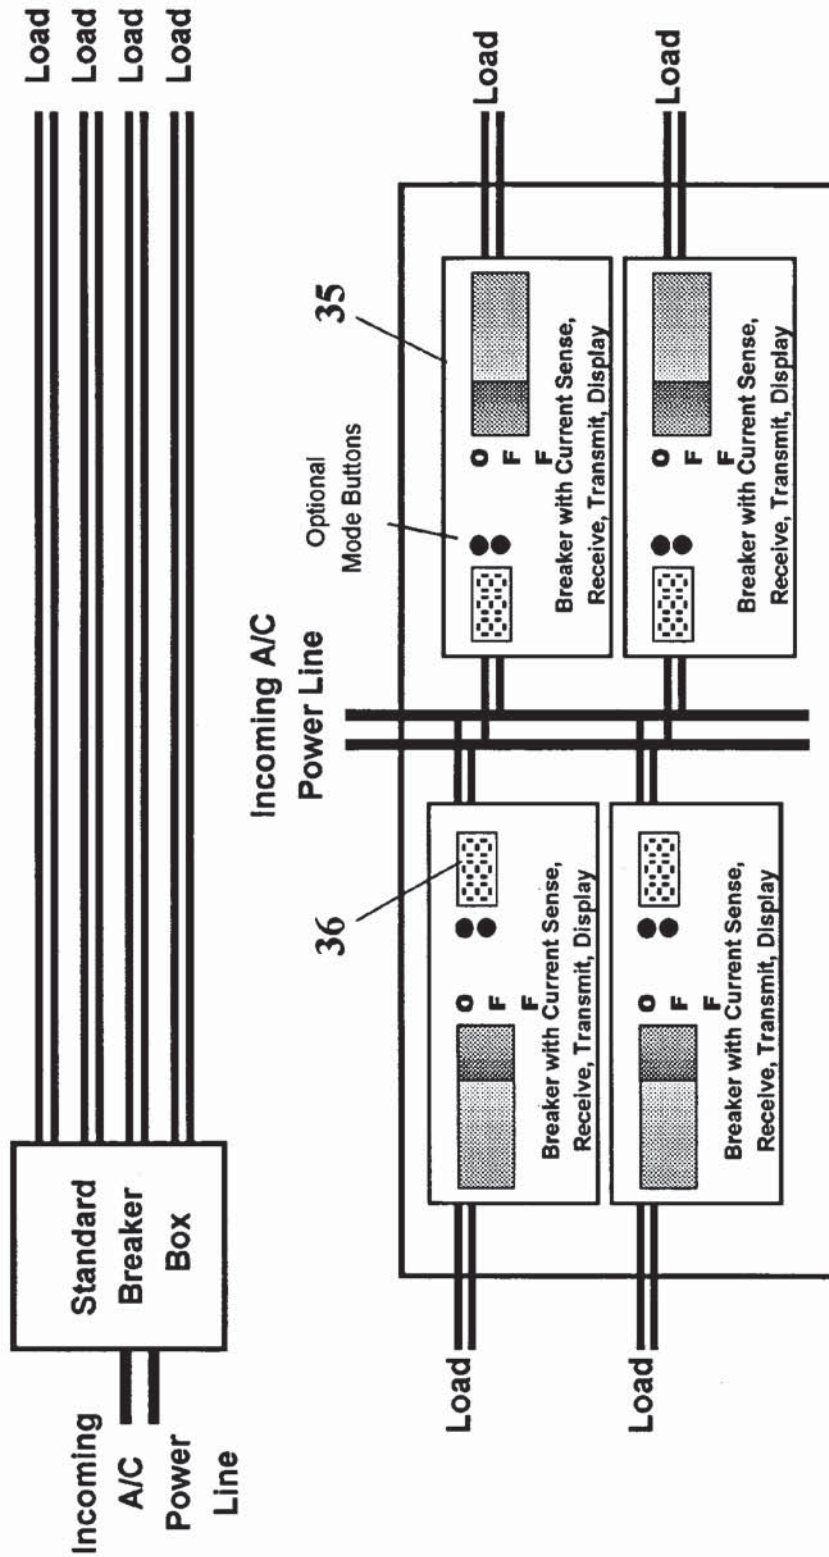 Incoming
A/C
Power
Line
Standard
Breaker
Box
Load
Load
Load
Load
Incoming A/C
Power Line
36
Optional
Mode Buttons
35
Load
O
F
F
Breaker with Current Sense,
Receive, Transmit, Display
O
F
F
Breaker with Current Sense,
Receive, Transmit, Display
Load
Load
O
F
F
Breaker with Current Sense,
Receive, Transmit, Display
O
F
F
Breaker with Current Sense,
Receive, Transmit, Display
Load